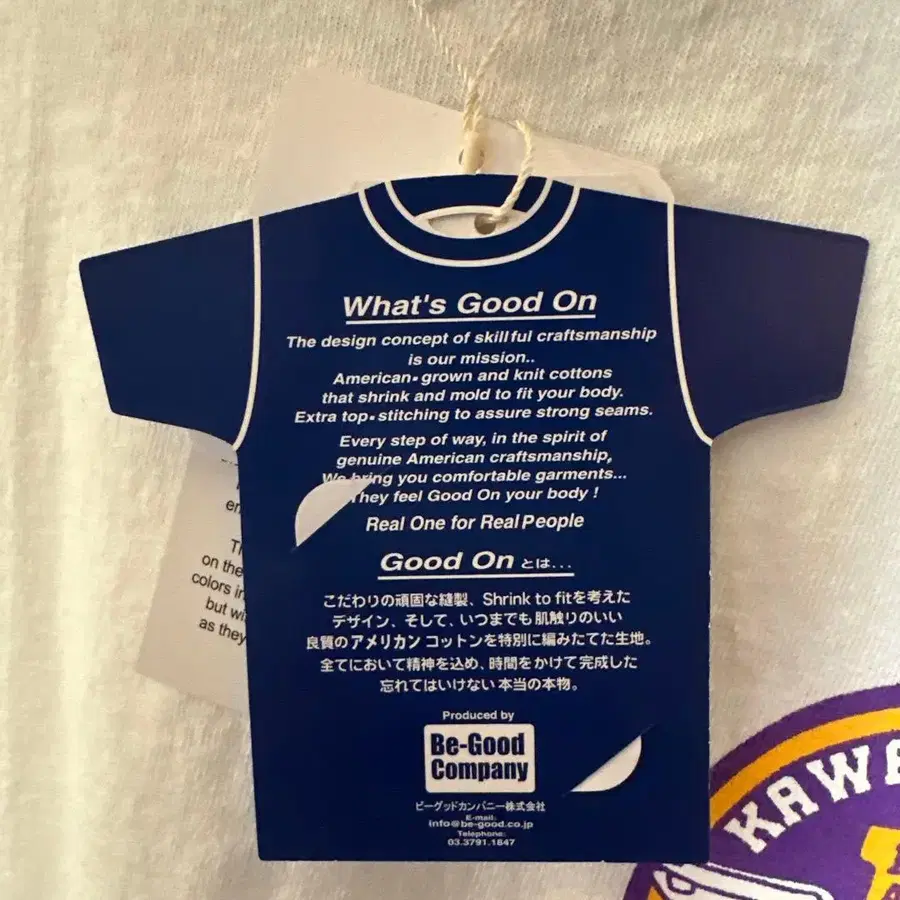 What's Good On
The design concept of skillful craftsmanship
is our mission..
American-grown and knit cottons
that shrink and mold to fit your body.
Extra top-stitching to assure strong seams.
Every step of way, in the spirit of
genuine American craftsmanship,
We bring you comfortable garments...
They feel Good On your body !
Real One for Real People
Good On とは...
こだわりの頑固な縫製、Shrink to fitを考えた
デザイン、そして、いつまでも肌触りのいい
良質のアメリカンコットンを特別に編みたてた生地。
全てにおいて精神を込め、時間をかけて完成した
忘れてはいけない本当の本物。
Produced by
Be-Good
Company
ビーグッドカンパニー株式会社
E-mail:
info@be-good.co.jp
Telephone:
03.3791.1847
on the
colors in
but
as they